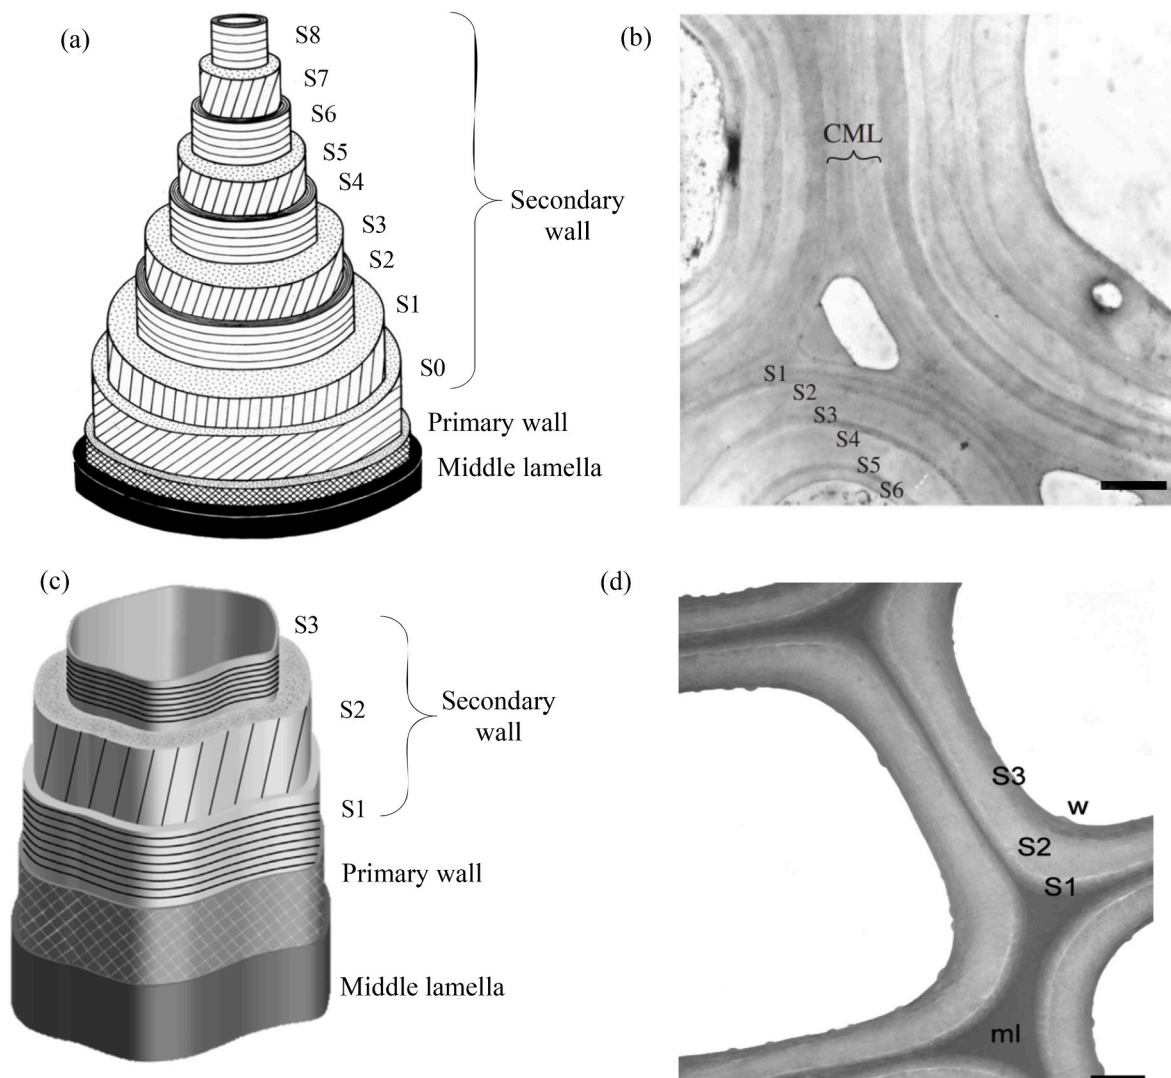 (a)
S8
S7
S6
S5
S4
S3
S2
S1
S0
Secondary
wall
Primary wall
Middle lamella
(b)
CML
S1
S2
S3
S4
S5
S6
(c)
S3
S2
S1
Secondary
wall
Primary wall
Middle lamella
(d)
S3
w
S2
S1
ml